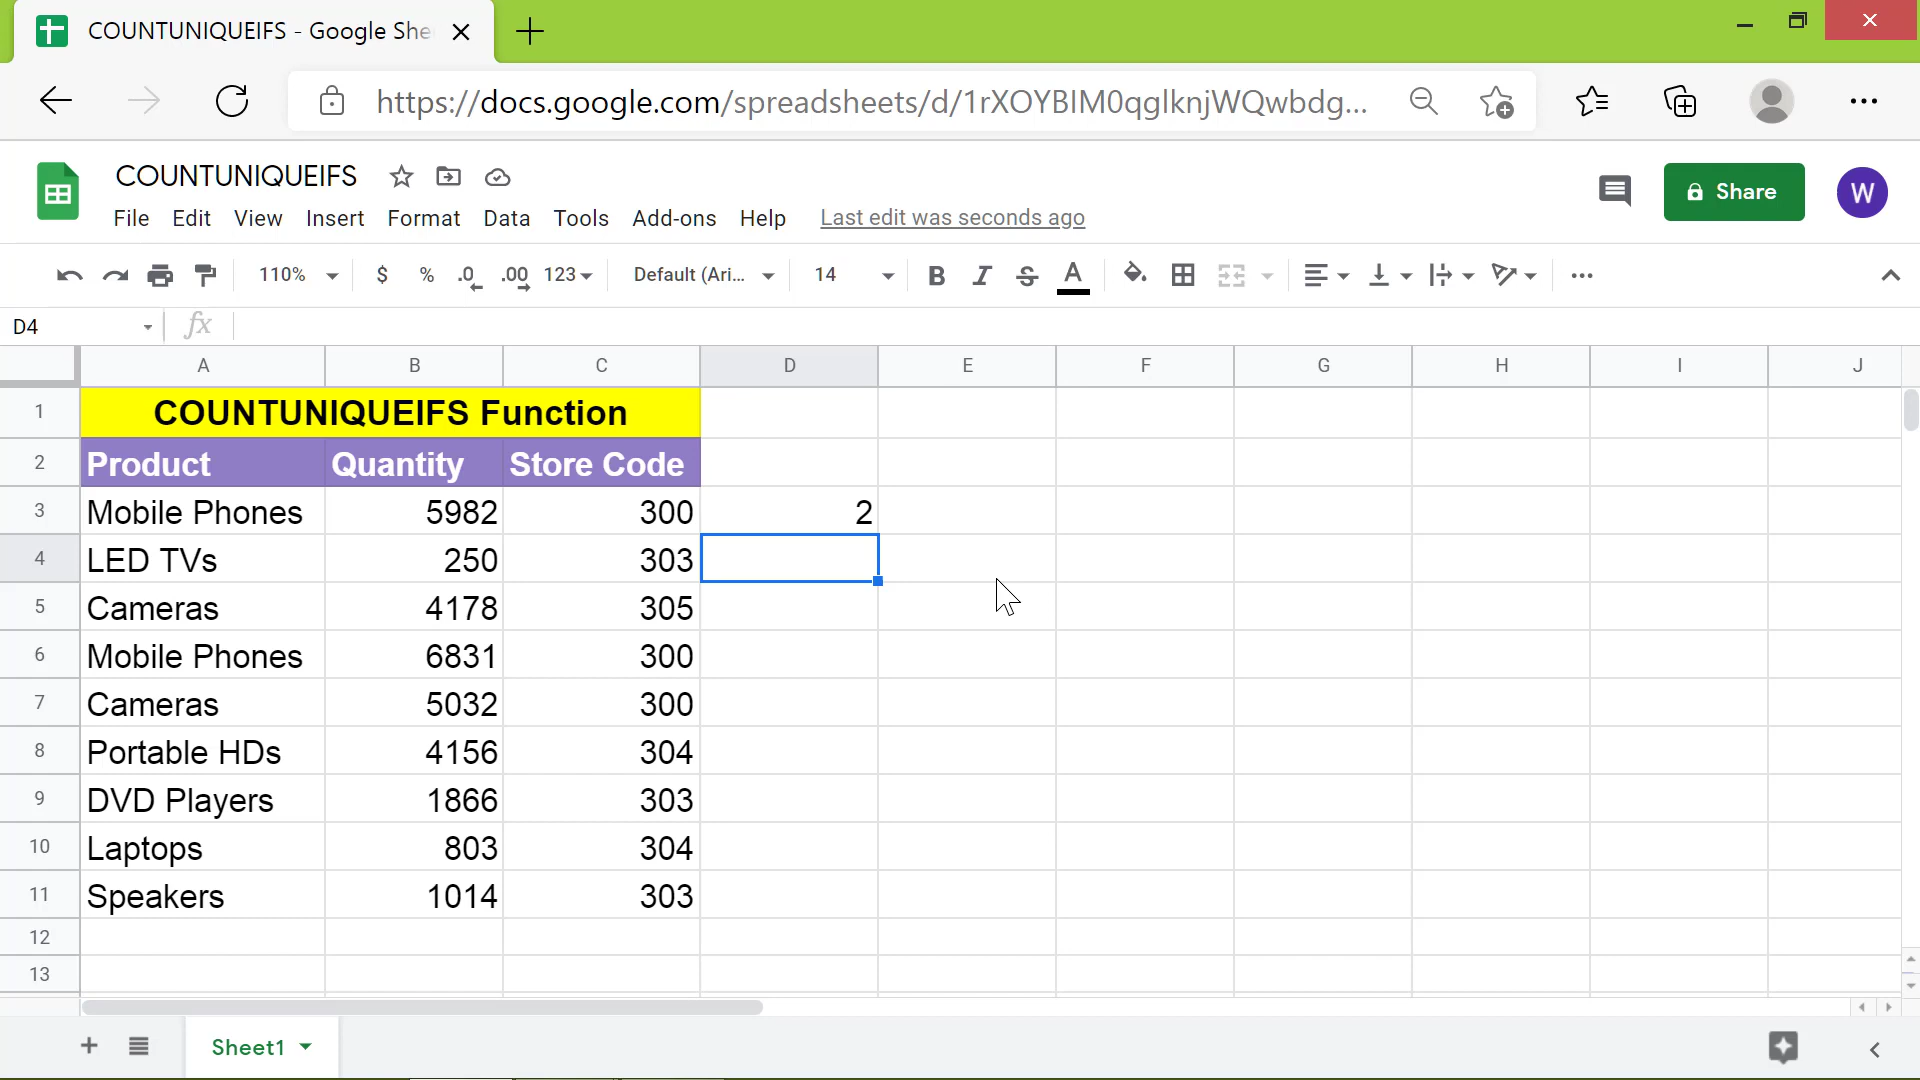 COUNTUNIQUEIFS - Google She
https://docs.google.com/spreadsheets/d/1rXOYBIM0qglknjWQwbdg...
COUNTUNIQUEIFS
Share
W
File Edit View Insert Format Data Tools Add-ons Help Last edit was seconds ago
110% $ % .0 .00 123 Default (Ari... 14 B I S A
D4 fx
A B C D E F G H I J
1 COUNTUNIQUEIFS Function
2 Product Quantity Store Code
3 Mobile Phones 5982 300 2
4 LED TVs 250 303
5 Cameras 4178 305
6 Mobile Phones 6831 300
7 Cameras 5032 300
8 Portable HDs 4156 304
9 DVD Players 1866 303
10 Laptops 803 304
11 Speakers 1014 303
12
13
Sheet1